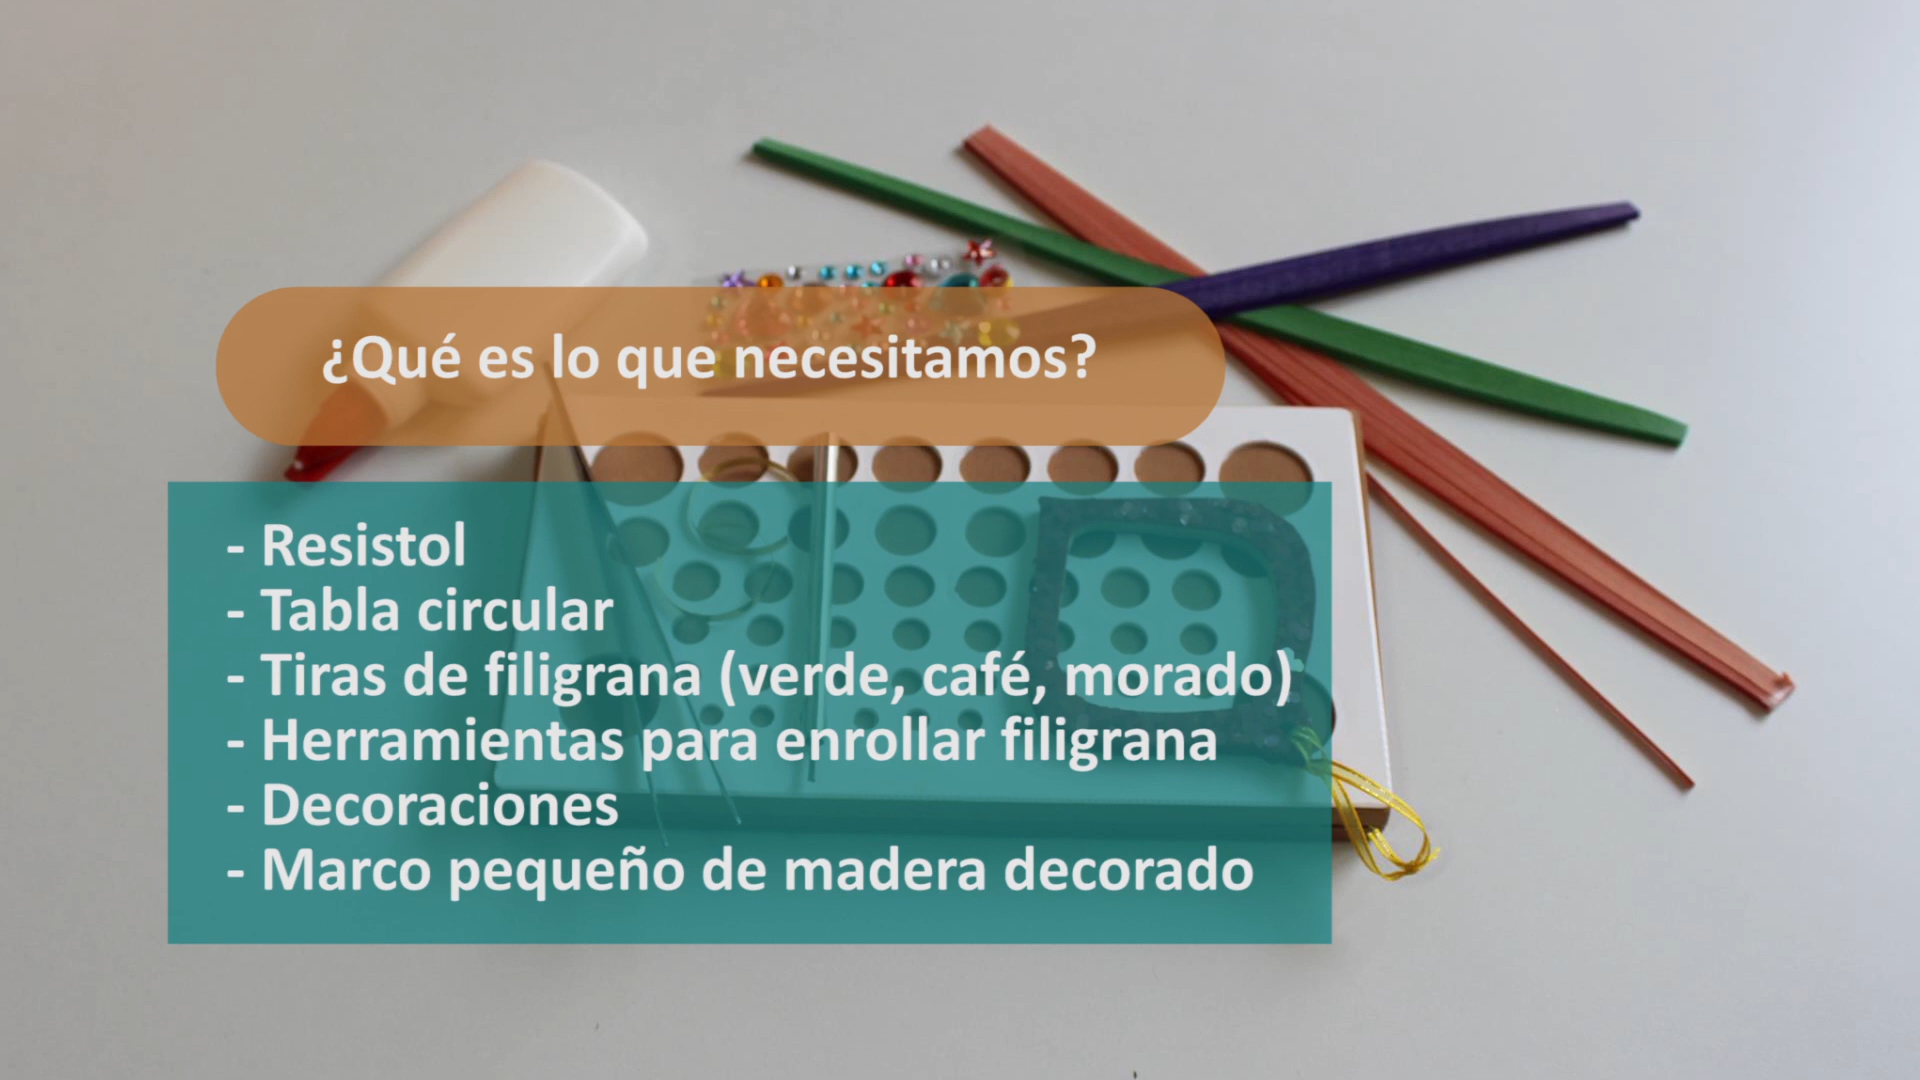 ¿Qué es lo que necesitamos?
- Resistol
- Tabla circular
- Tiras de filigrana (verde, café, morado)
- Herramientas para enrollar filigrana
- Decoraciones
- Marco pequeño de madera decorado